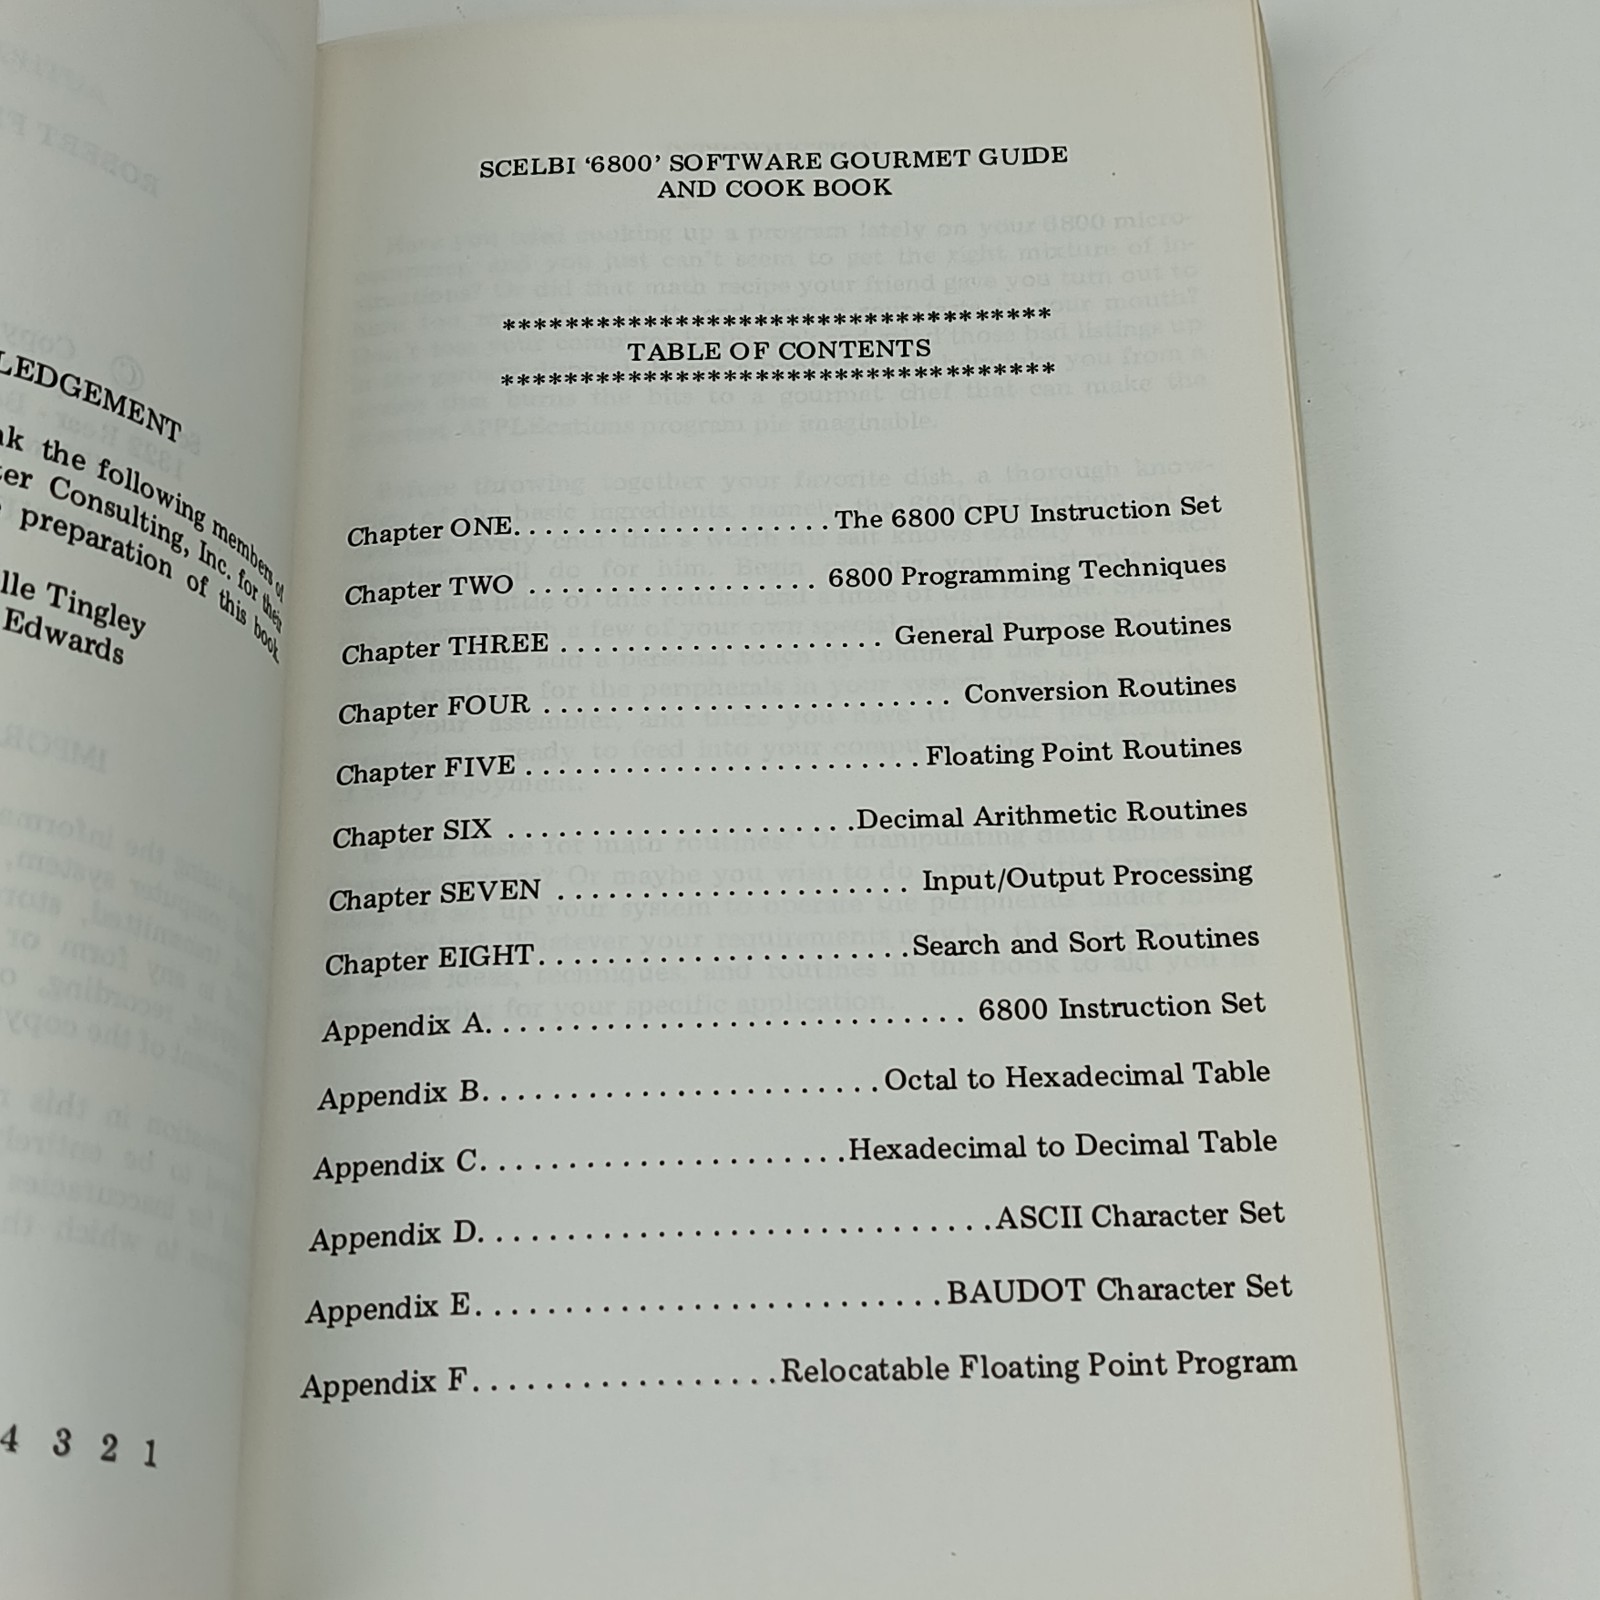 LEDGEMENT
the following members of
Consulting, Inc. for their
preparation of this book
Tingley
Edwards
4 3 2 1
SCELBI ‘6800’ SOFTWARE GOURMET GUIDE
AND COOK BOOK
***********************************
TABLE OF CONTENTS
***********************************
Chapter ONE. . . . . . . . . . . . . . . . . . . . The 6800 CPU Instruction Set
Chapter TWO . . . . . . . . . . . . . . . . . . 6800 Programming Techniques
Chapter THREE . . . . . . . . . . . . . . . . . . . . General Purpose Routines
Chapter FOUR . . . . . . . . . . . . . . . . . . . . . . . . . Conversion Routines
Chapter FIVE . . . . . . . . . . . . . . . . . . . . . . . . Floating Point Routines
Chapter SIX . . . . . . . . . . . . . . . . . . . . . .Decimal Arithmetic Routines
Chapter SEVEN . . . . . . . . . . . . . . . . . . . . . . Input/Output Processing
Chapter EIGHT. . . . . . . . . . . . . . . . . . . . . . .Search and Sort Routines
Appendix A. . . . . . . . . . . . . . . . . . . . . . . . . . . . . 6800 Instruction Set
Appendix B. . . . . . . . . . . . . . . . . . . . . . . .Octal to Hexadecimal Table
Appendix C. . . . . . . . . . . . . . . . . . . . . .Hexadecimal to Decimal Table
Appendix D. . . . . . . . . . . . . . . . . . . . . . . . . . . . . .ASCII Character Set
Appendix E. . . . . . . . . . . . . . . . . . . . . . . . . . .BAUDOT Character Set
Appendix F. . . . . . . . . . . . . . . . .Relocatable Floating Point Program